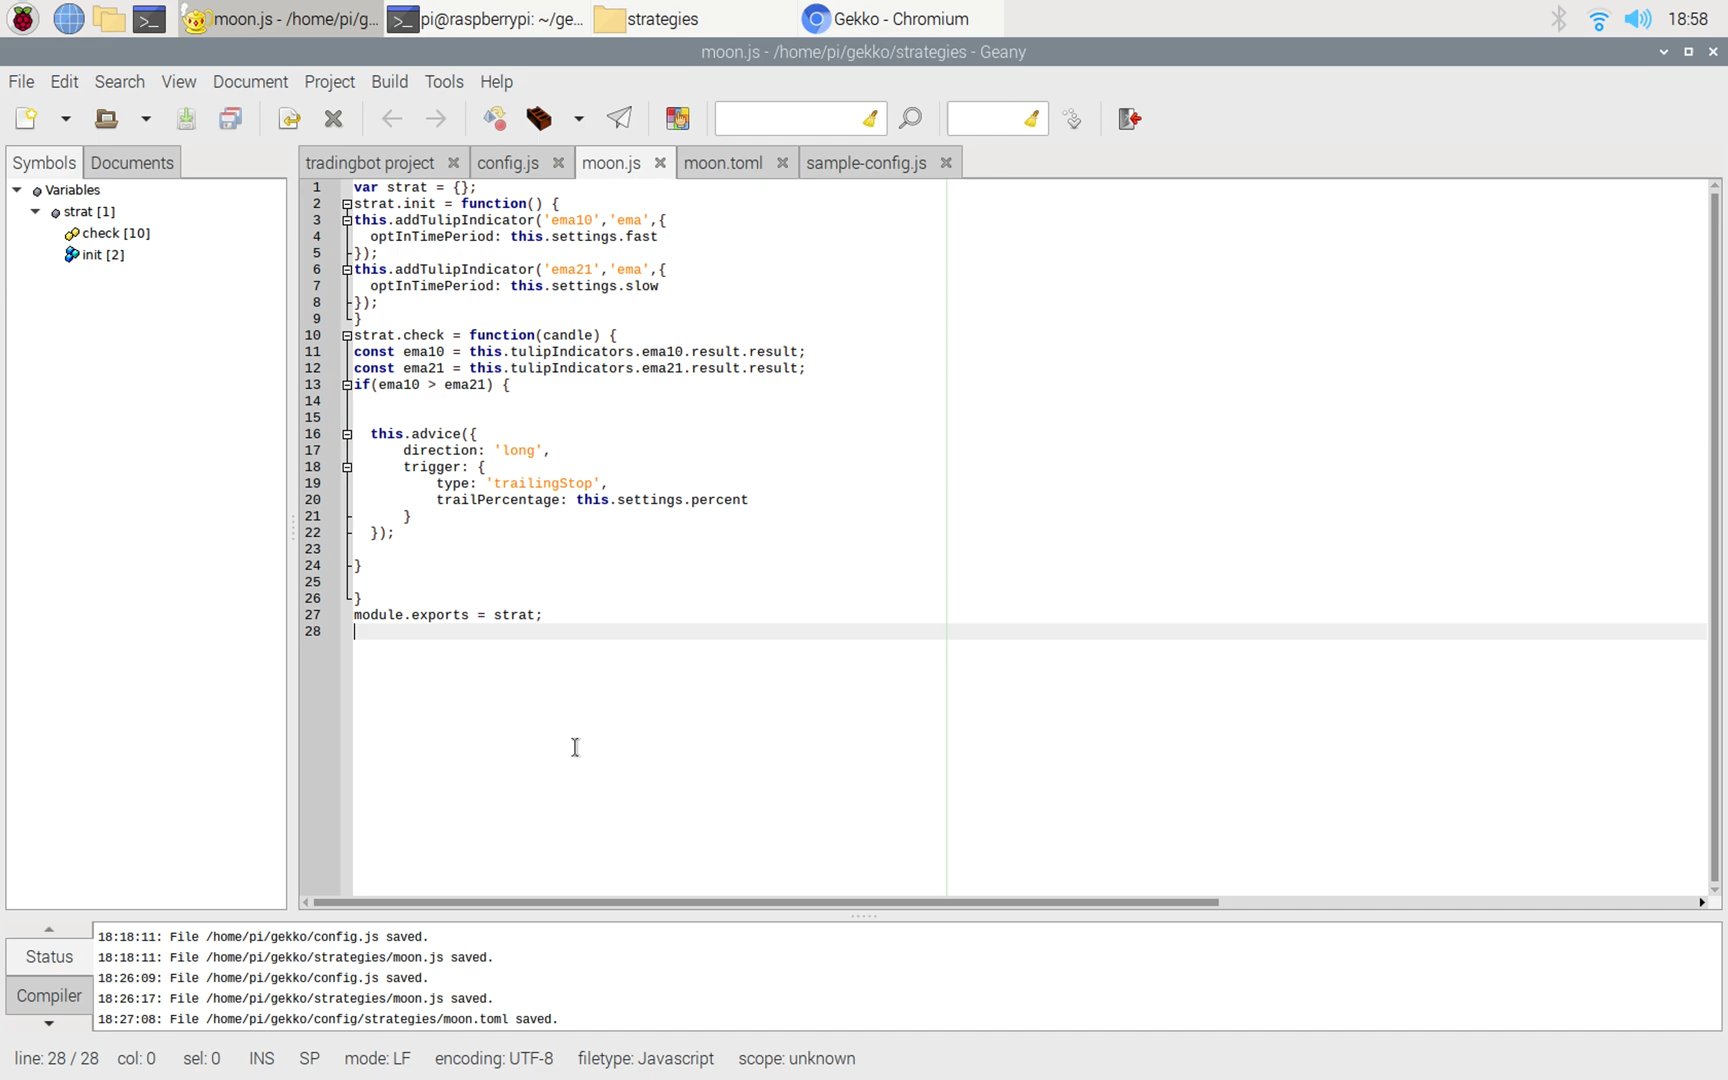 moon.js - /home/pi/g...
pi@raspberrypi: ~/ge...
strategies
Gekko - Chromium
18:58
moon.js - /home/pi/gekko/strategies - Geany
File Edit Search View Document Project Build Tools Help
Symbols Documents
tradingbot project config.js moon.js moon.toml sample-config.js
Variables
strat [1]
check [10]
init [2]
1 var strat = {};
2 strat.init = function() {
3 this.addTulipIndicator('ema10','ema',{
4 optInTimePeriod: this.settings.fast
5 });
6 this.addTulipIndicator('ema21','ema',{
7 optInTimePeriod: this.settings.slow
8 });
9 }
10 strat.check = function(candle) {
11 const ema10 = this.tulipIndicators.ema10.result.result;
12 const ema21 = this.tulipIndicators.ema21.result.result;
13 if(ema10 > ema21) {
14
15
16 this.advice({
17 direction: 'long',
18 trigger: {
19 type: 'trailingStop',
20 trailPercentage: this.settings.percent
21 }
22 });
23
24 }
25
26 }
27 module.exports = strat;
28
Status
Compiler
18:18:11: File /home/pi/gekko/config.js saved.
18:18:11: File /home/pi/gekko/strategies/moon.js saved.
18:26:09: File /home/pi/gekko/config.js saved.
18:26:17: File /home/pi/gekko/strategies/moon.js saved.
18:27:08: File /home/pi/gekko/config/strategies/moon.toml saved.
line: 28 / 28 col: 0 sel: 0 INS SP mode: LF encoding: UTF-8 filetype: Javascript scope: unknown